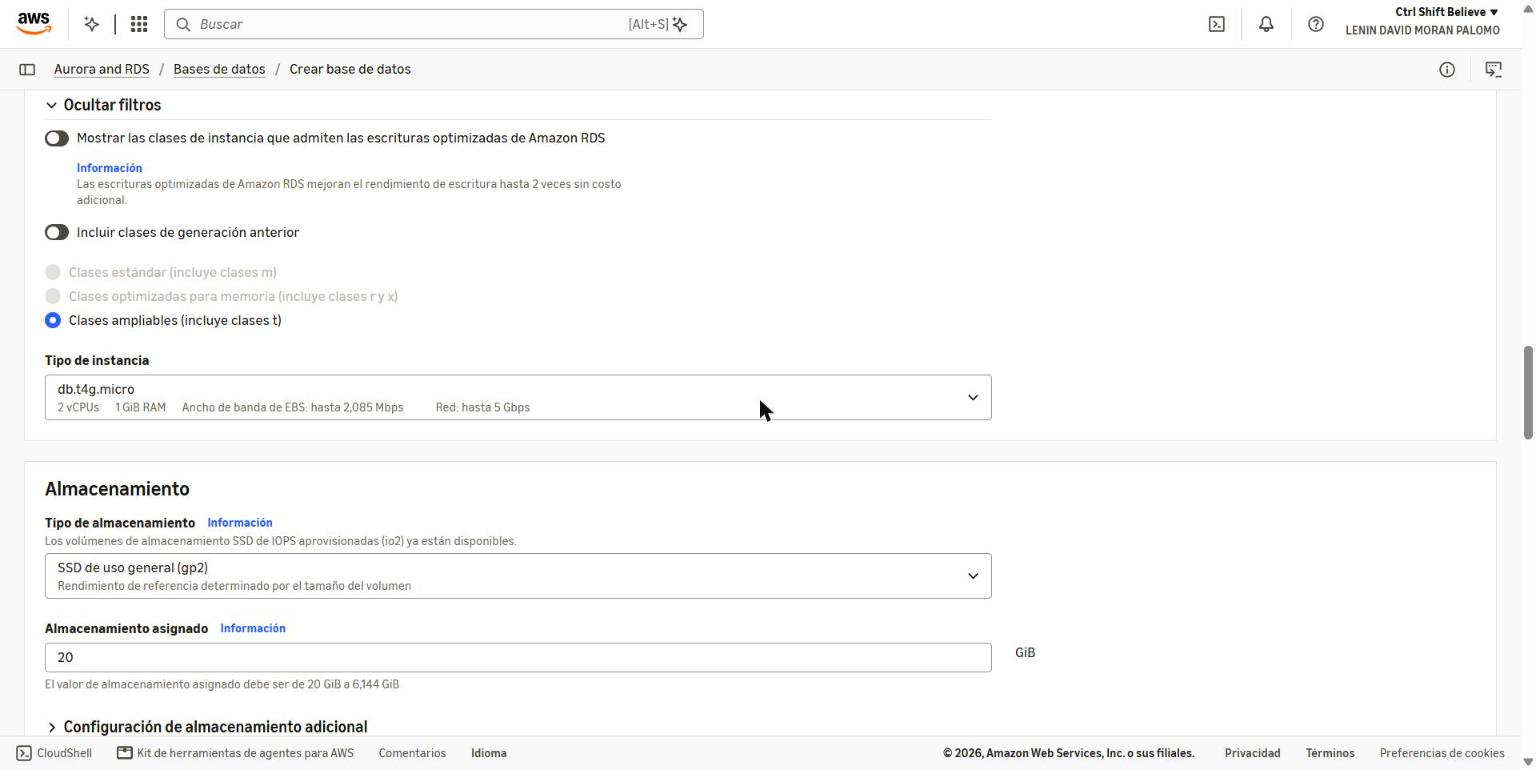 aws
Buscar
[Alt+S]
Ctrl Shift Believe
LENIN DAVID MORAN PALOMO
Aurora and RDS / Bases de datos / Crear base de datos
Ocultar filtros
Mostrar las clases de instancia que admiten las escrituras optimizadas de Amazon RDS
Información
Las escrituras optimizadas de Amazon RDS mejoran el rendimiento de escritura hasta 2 veces sin costo
adicional.
Incluir clases de generación anterior
Clases estándar (incluye clases m)
Clases optimizadas para memoria (incluye clases r y x)
Clases ampliables (incluye clases t)
Tipo de instancia
db.t4g.micro
2 vCPUs 1 GiB RAM Ancho de banda de EBS: hasta 2,085 Mbps Red: hasta 5 Gbps
Almacenamiento
Tipo de almacenamiento Información
Los volúmenes de almacenamiento SSD de IOPS aprovisionadas (io2) ya están disponibles.
SSD de uso general (gp2)
Rendimiento de referencia determinado por el tamaño del volumen
Almacenamiento asignado Información
20
GiB
El valor de almacenamiento asignado debe ser de 20 GiB a 6,144 GiB
Configuración de almacenamiento adicional
CloudShell Kit de herramientas de agentes para AWS Comentarios Idioma © 2026, Amazon Web Services, Inc. o sus filiales. Privacidad Términos Preferencias de cookies